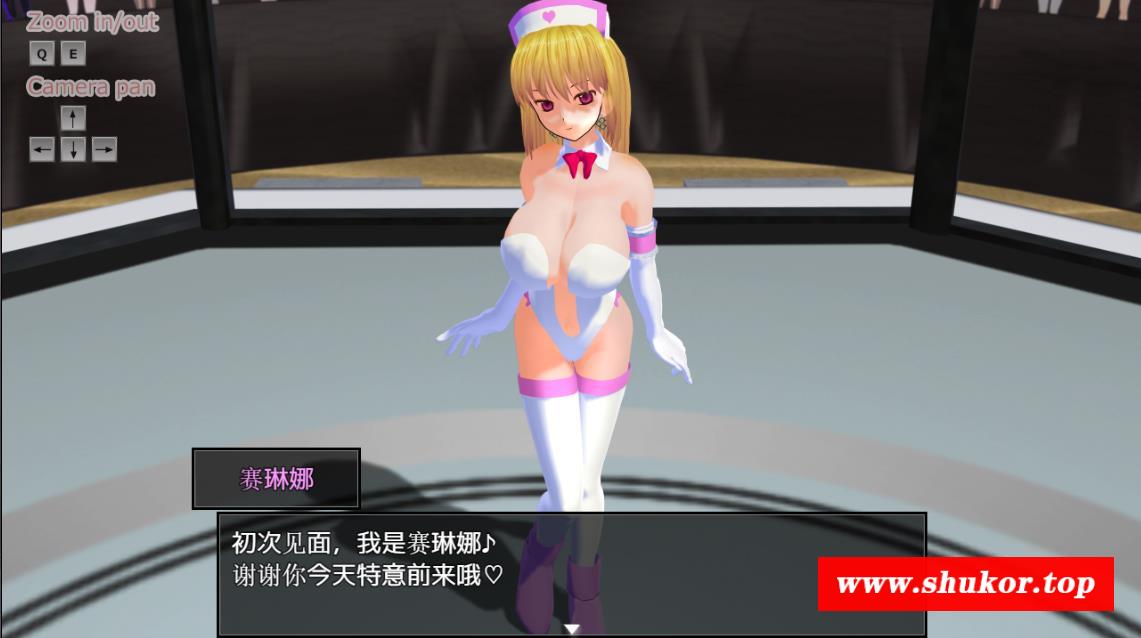 Zoom in/out
Q E
Camera pan
↑
← ↓ →
赛琳娜
初次见面，我是赛琳娜♪
谢谢你今天特意前来哦♡
www.shukor.top